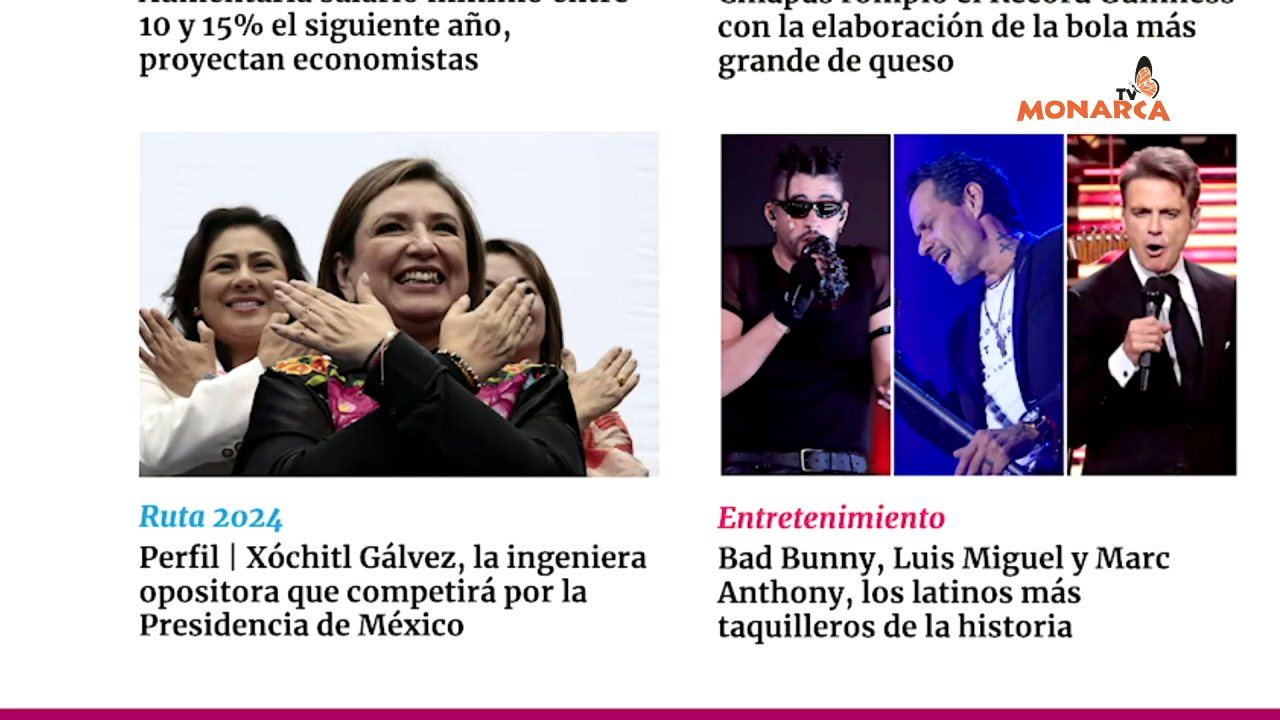 10 y 15% el siguiente año,
proyectan economistas
con la elaboración de la bola más
grande de queso
TV
MONARCA
Ruta 2024
Perfil | Xóchitl Gálvez, la ingeniera
opositora que competirá por la
Presidencia de México
Entretenimiento
Bad Bunny, Luis Miguel y Marc
Anthony, los latinos más
taquilleros de la historia